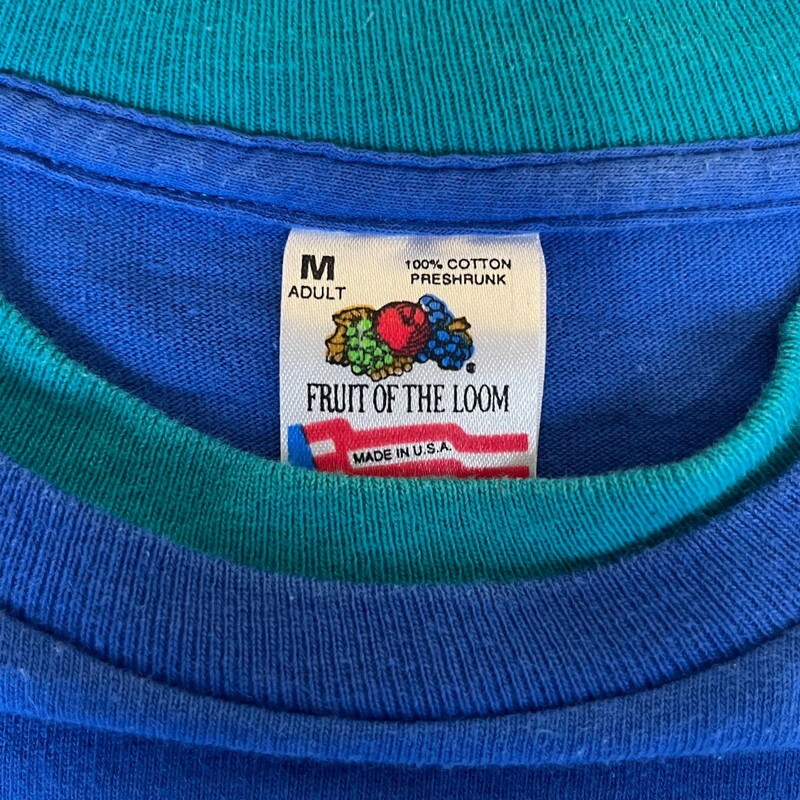 M
ADULT
100% COTTON
PRESHRUNK
FRUIT OF THE LOOM
MADE IN U.S.A.